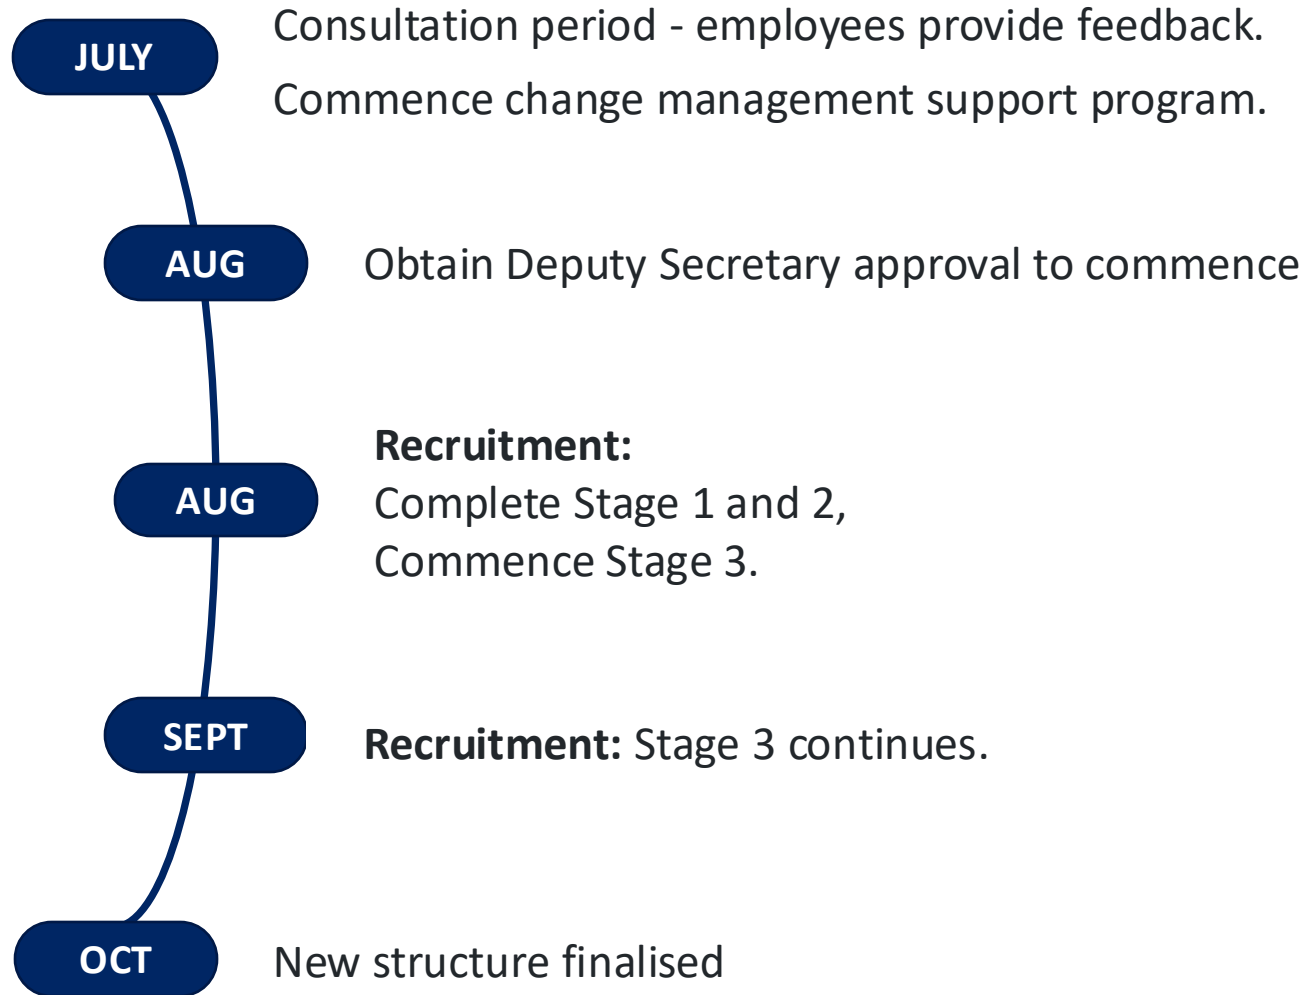 JULY
Consultation period - employees provide feedback.
Commence change management support program.
AUG
Obtain Deputy Secretary approval to commence
AUG
Recruitment:
Complete Stage 1 and 2,
Commence Stage 3.
SEPT
Recruitment: Stage 3 continues.
OCT
New structure finalised